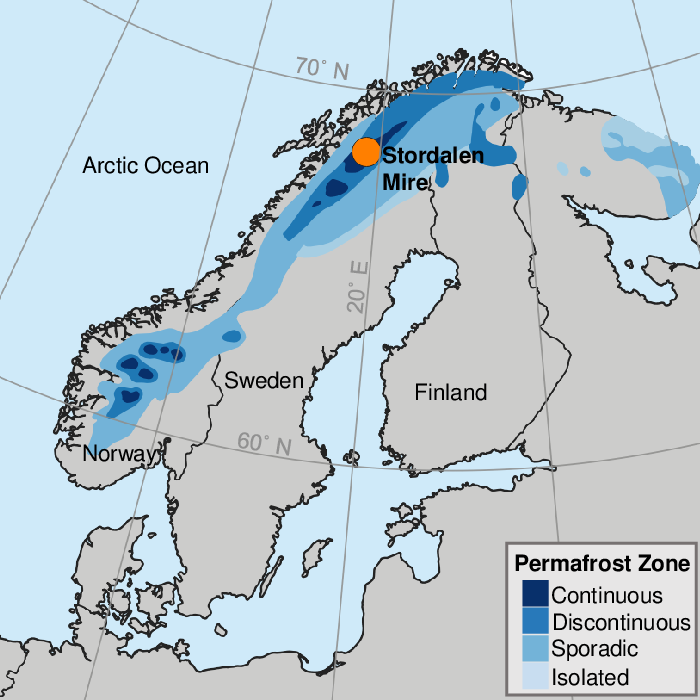 70° N
Arctic Ocean
Stordalen
Mire
20° E
Sweden
Finland
60° N
Norway
Permafrost Zone
Continuous
Discontinuous
Sporadic
Isolated